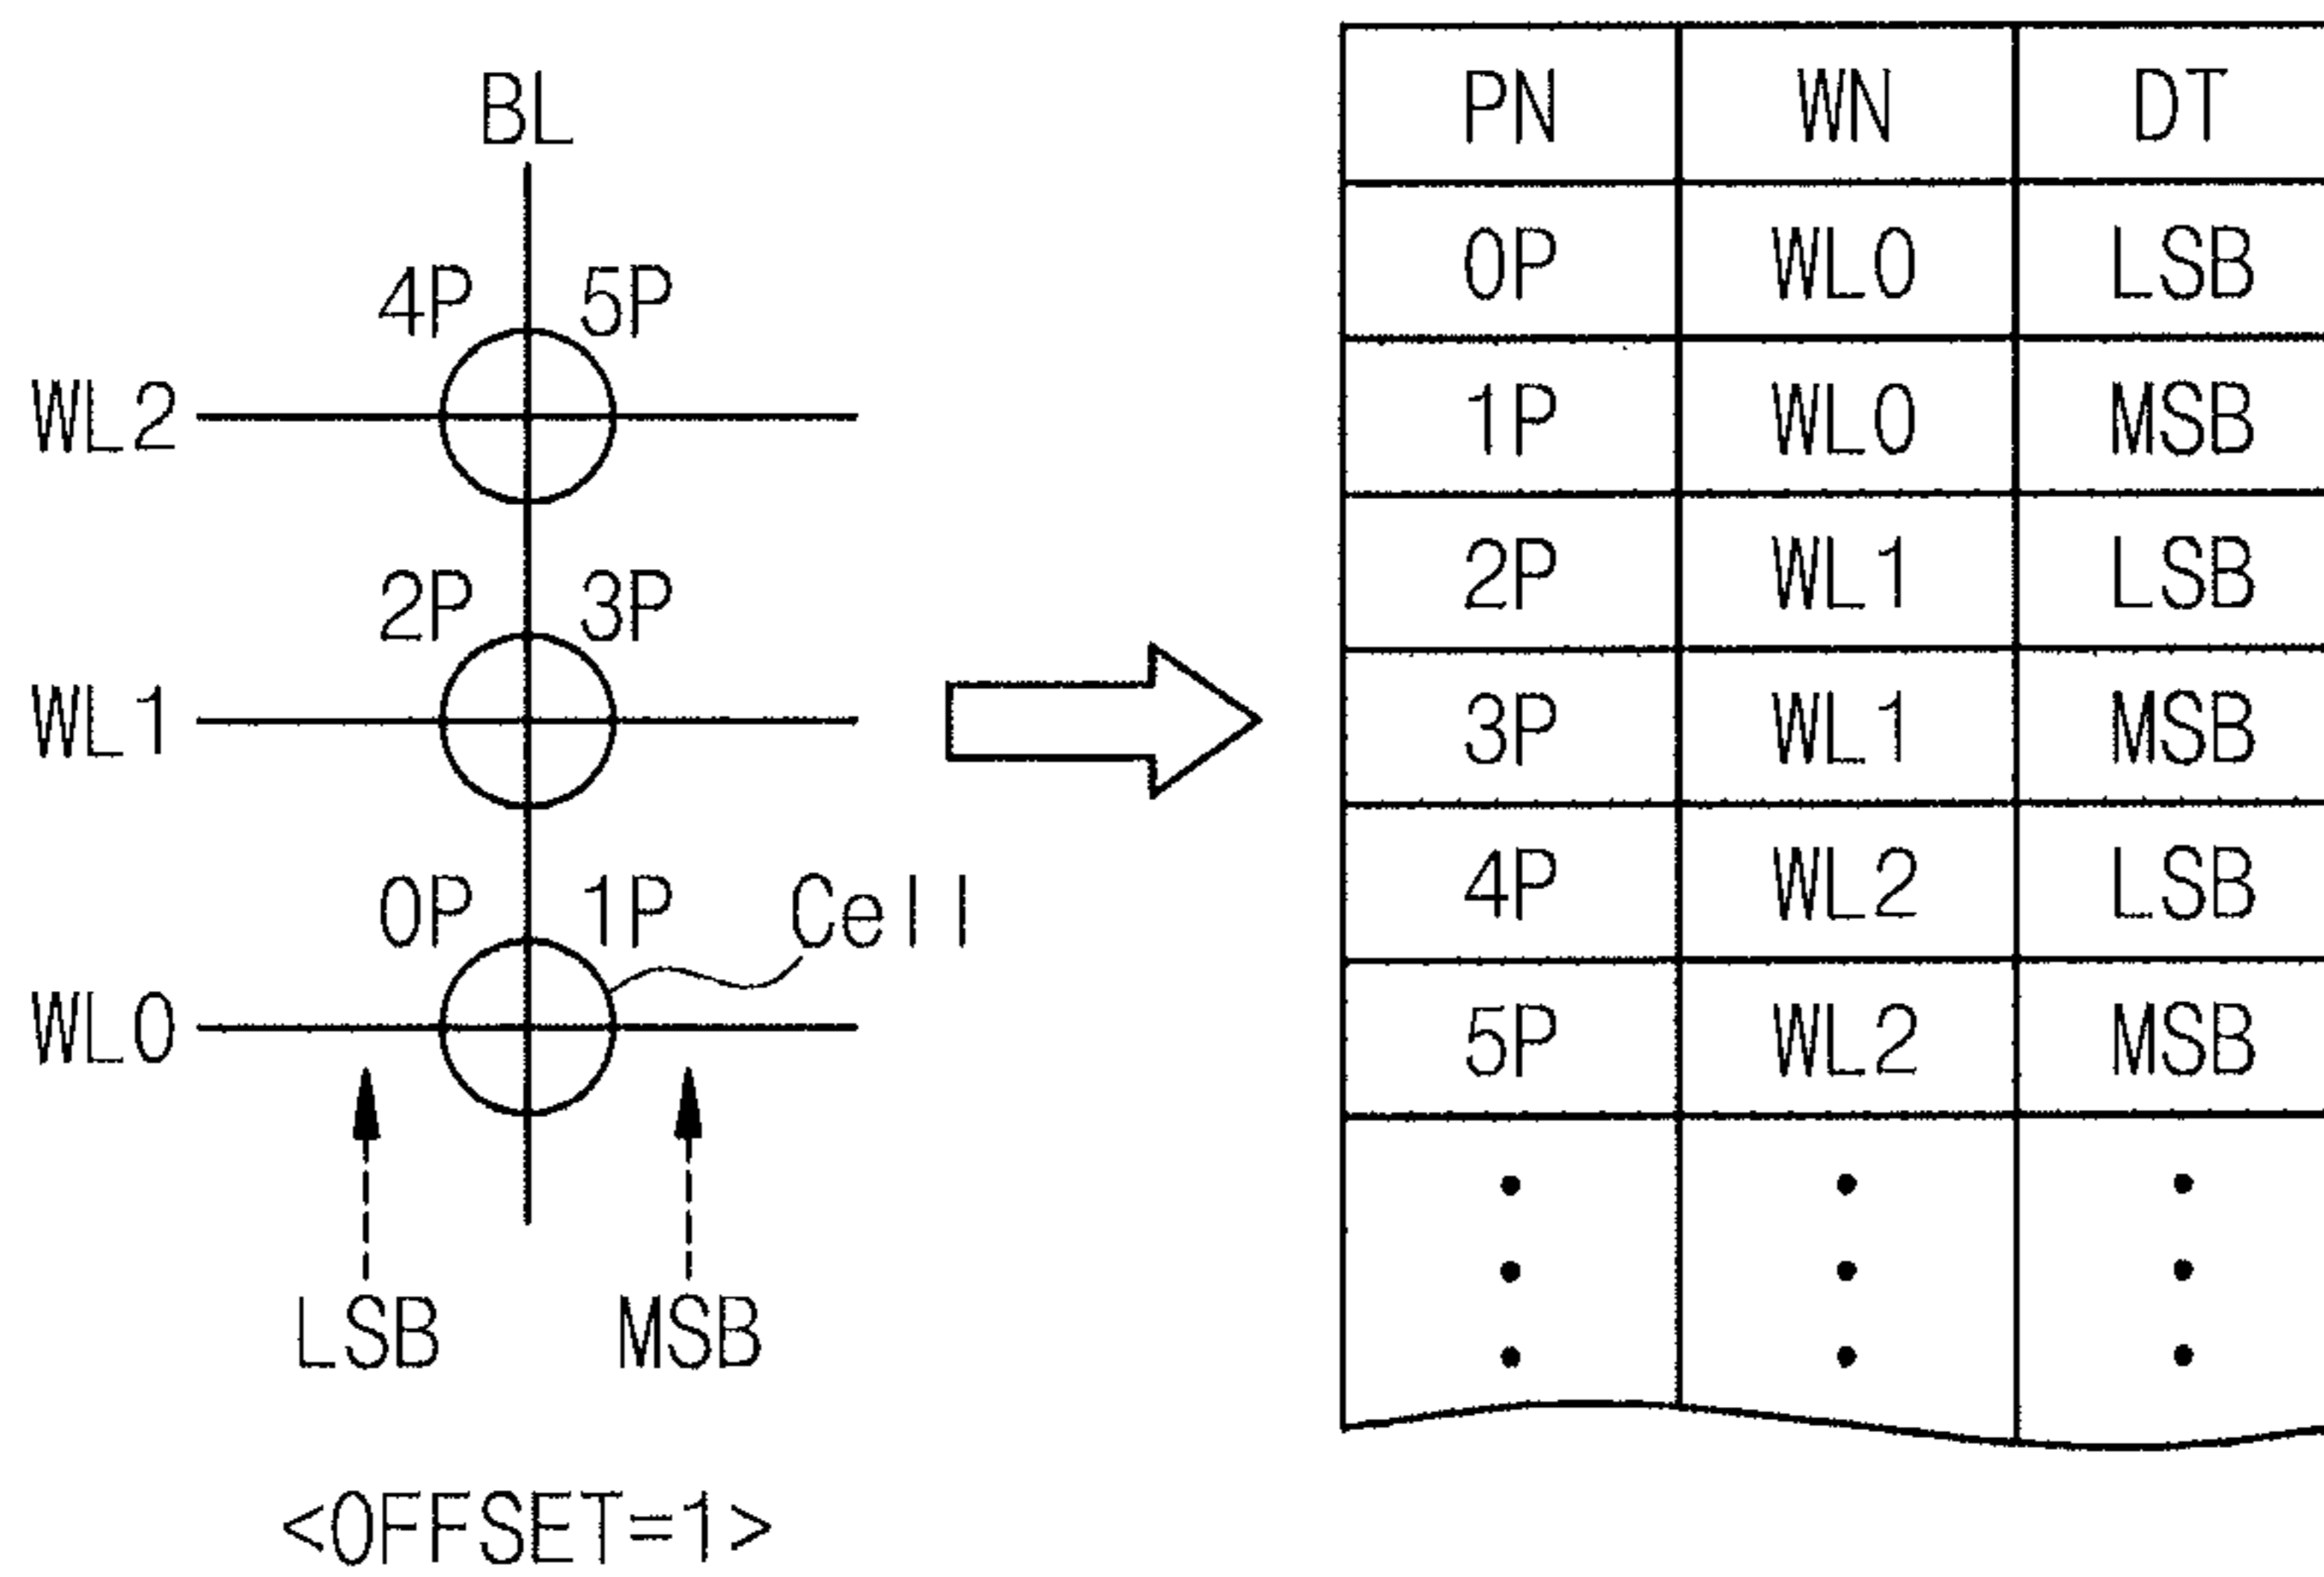 BL
4P 5P
WL2
2P 3P
WL1
0P 1P Cell
WL0
LSB MSB
<OFFSET=1>
PN WN DT
0P WL0 LSB
1P WL0 MSB
2P WL1 LSB
3P WL1 MSB
4P WL2 LSB
5P WL2 MSB